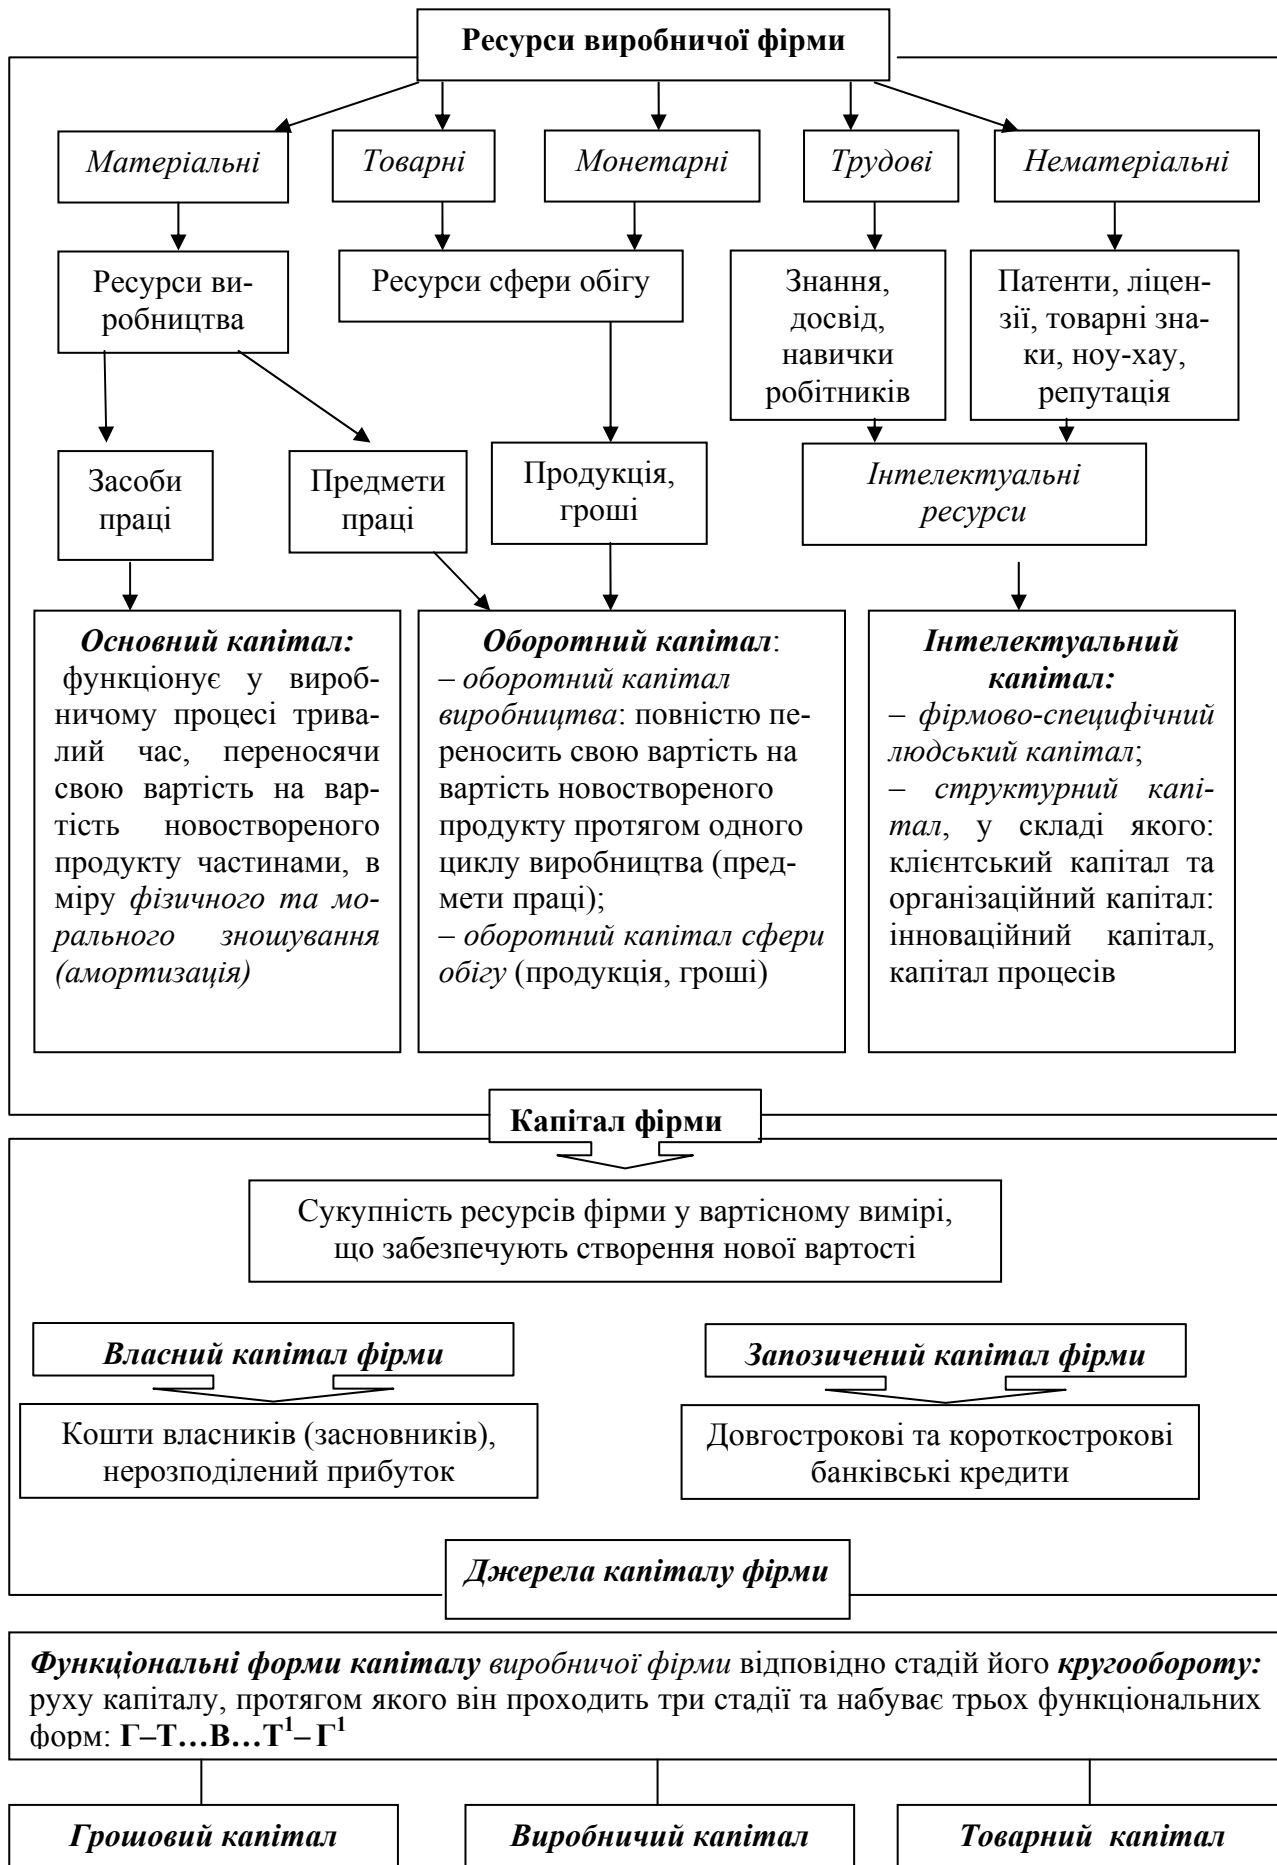 Ресурси виробничої фірми
Матеріальні
Товарні
Монетарні
Трудові
Нематеріальні
Ресурси ви-
робництва
Ресурси сфери обігу
Знання,
досвід,
навички
робітників
Патенти, ліцен-
зії, товарні зна-
ки, ноу-хау,
репутація
Засоби
праці
Предмети
праці
Продукція,
гроші
Інтелектуальні
ресурси
Основний капітал:
функціонує у вироб-
ничому процесі трива-
лий час, переносячи
свою вартість на вар-
тість новоствореного
продукту частинами, в
міру фізичного та мо-
рального зношування
(амортизація)
Оборотний капітал:
– оборотний капітал
виробництва: повністю пе-
реносить свою вартість на
вартість новоствореного
продукту протягом одного
циклу виробництва (пред-
мети праці);
– оборотний капітал сфери
обігу (продукція, гроші)
Інтелектуальний
капітал:
– фірмово-специфічний
людський капітал;
– структурний капі-
тал, у складі якого:
клієнтський капітал та
організаційний капітал:
інноваційний капітал,
капітал процесів
Капітал фірми
Сукупність ресурсів фірми у вартісному вимірі,
що забезпечують створення нової вартості
Власний капітал фірми
Запозичений капітал фірми
Кошти власників (засновників),
нерозподілений прибуток
Довгострокові та короткострокові
банківські кредити
Джерела капіталу фірми
Функціональні форми капіталу виробничої фірми відповідно стадій його кругообороту:
руху капіталу, протягом якого він проходить три стадії та набуває трьох функціональних
форм: Г–Т…В…Т¹–Г¹
Грошовий капітал
Виробничий капітал
Товарний капітал